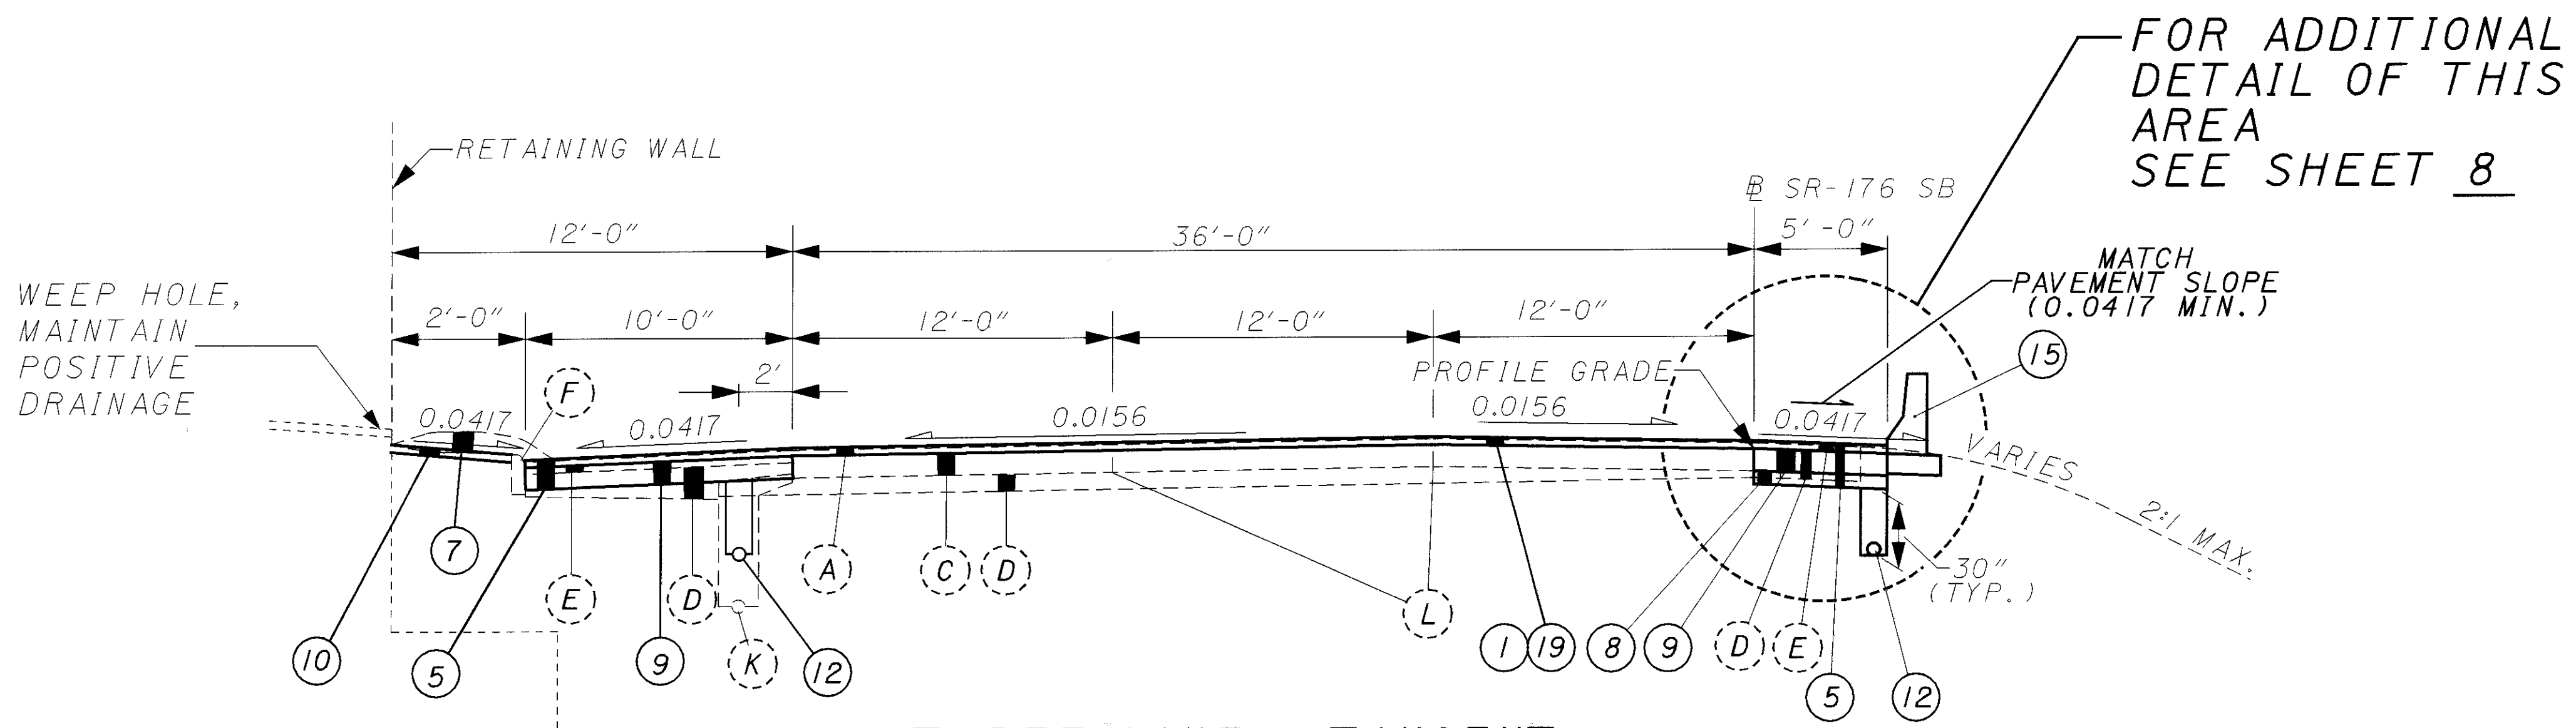 FOR ADDITIONAL
DETAIL OF THIS
AREA
SEE SHEET 8
RETAINING WALL
℄ SR-176 SB
12'-0"
36'-0"
5'-0"
MATCH
PAVEMENT SLOPE
(0.0417 MIN.)
WEEP HOLE,
MAINTAIN
POSITIVE
DRAINAGE
2'-0"
10'-0"
12'-0"
12'-0"
12'-0"
2'
PROFILE GRADE
15
F
0.0417
0.0417
0.0156
0.0156
0.0417
VARIES
2:1 MAX.
7
E
D
A
C
D
L
30"
(TYP.)
10
5
9
K
12
1
19
8
9
D
E
5
12